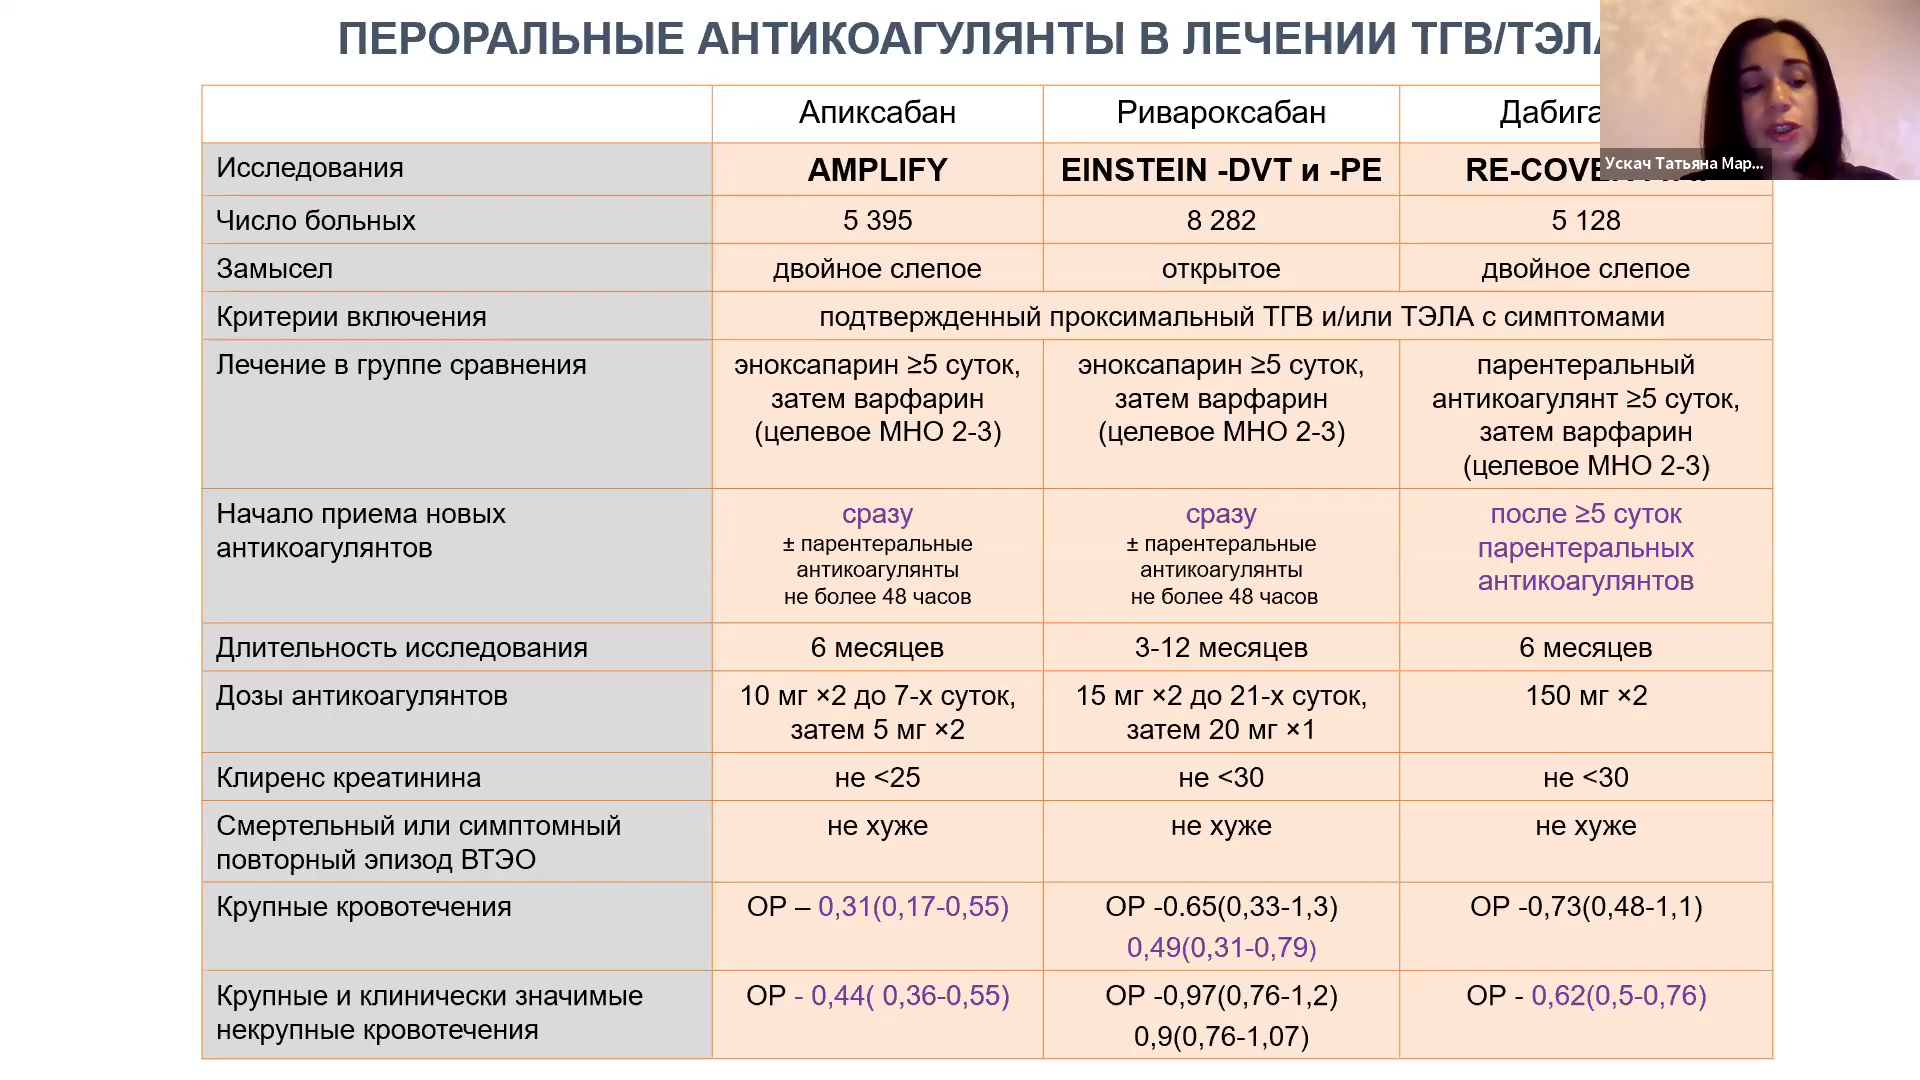 ПЕРОРАЛЬНЫЕ АНТИКОАГУЛЯНТЫ В ЛЕЧЕНИИ ТГВ/ТЭЛА
Апиксабан Ривароксабан
Ускач Татьяна Мар...
Исследования AMPLIFY EINSTEIN -DVT и -PE
Число больных 5 395 8 282 5 128
Замысел двойное слепое открытое двойное слепое
Критерии включения подтвержденный проксимальный ТГВ и/или ТЭЛА с симптомами
Лечение в группе сравнения эноксапарин ≥5 суток, эноксапарин ≥5 суток, парентеральный
затем варфарин затем варфарин антикоагулянт ≥5 суток,
(целевое МНО 2-3) (целевое МНО 2-3) затем варфарин
(целевое МНО 2-3)
Начало приема новых сразу сразу после ≥5 суток
антикоагулянтов ± парентеральные ± парентеральные парентеральных
антикоагулянты антикоагулянты антикоагулянтов
не более 48 часов не более 48 часов
Длительность исследования 6 месяцев 3-12 месяцев 6 месяцев
Дозы антикоагулянтов 10 мг ×2 до 7-х суток, 15 мг ×2 до 21-х суток, 150 мг ×2
затем 5 мг ×2 затем 20 мг ×1
Клиренс креатинина не <25 не <30 не <30
Смертельный или симптомный не хуже не хуже не хуже
повторный эпизод ВТЭО
Крупные кровотечения ОР – 0,31(0,17-0,55) ОР -0.65(0,33-1,3) ОР -0,73(0,48-1,1)
0,49(0,31-0,79)
Крупные и клинически значимые ОР - 0,44( 0,36-0,55) ОР -0,97(0,76-1,2) ОР - 0,62(0,5-0,76)
некрупные кровотечения 0,9(0,76-1,07)